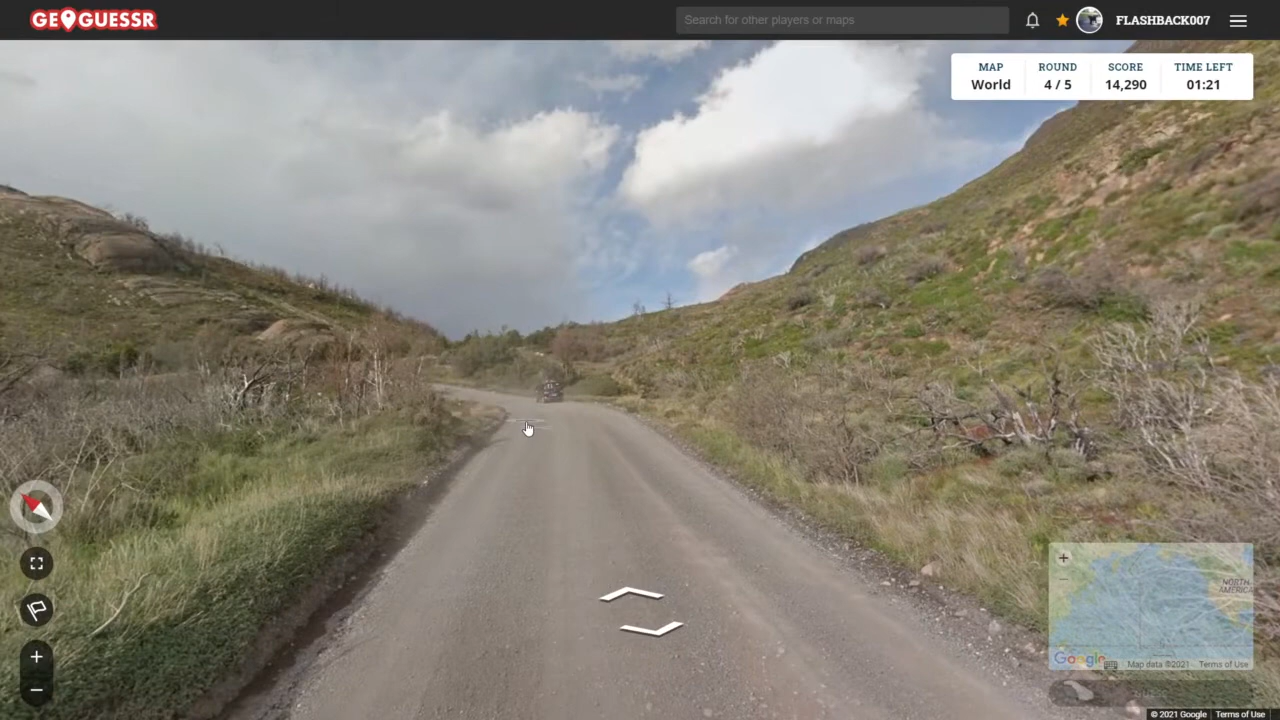 GEOGUESSR
Search for other players or maps
FLASHBACK007
MAP
World
ROUND
4 / 5
SCORE
14,290
TIME LEFT
01:21
NORTH
AMERICA
Google
Map data ©2021
Terms of Use
© 2021 Google
Terms of Use